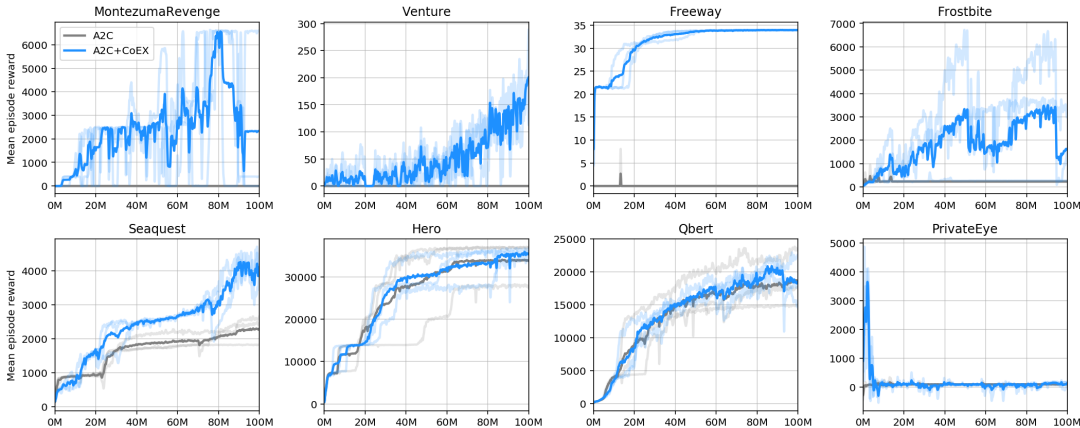 MontezumaRevenge
Venture
Freeway
Frostbite
Mean episode reward
A2C
A2C+CoEX
6000
5000
4000
3000
2000
1000
0
0M 20M 40M 60M 80M 100M
300
250
200
150
100
50
0
0M 20M 40M 60M 80M 100M
35
30
25
20
15
10
5
0
0M 20M 40M 60M 80M 100M
7000
6000
5000
4000
3000
2000
1000
0
0M 20M 40M 60M 80M 100M
Seaquest
Hero
Qbert
PrivateEye
Mean episode reward
4000
3000
2000
1000
0
0M 20M 40M 60M 80M 100M
30000
20000
10000
0
0M 20M 40M 60M 80M 100M
25000
20000
15000
10000
5000
0
0M 20M 40M 60M 80M 100M
5000
4000
3000
2000
1000
0
0M 20M 40M 60M 80M 100M